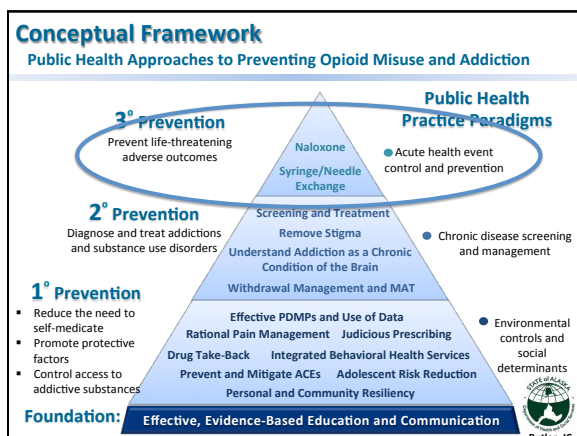 Conceptual Framework
Public Health Approaches to Preventing Opioid Misuse and Addiction
3° Prevention
Prevent life-threatening
adverse outcomes
Naloxone
Syringe/Needle
Exchange
Public Health
Practice Paradigms
Acute health event
control and prevention
2° Prevention
Diagnose and treat addictions
and substance use disorders
Screening and Treatment
Remove Stigma
Understand Addiction as a Chronic
Condition of the Brain
Withdrawal Management and MAT
Chronic disease screening
and management
1° Prevention
Reduce the need to
self-medicate
Promote protective
factors
Control access to
addictive substances
Effective PDMPs and Use of Data
Rational Pain Management Judicious Prescribing
Drug Take-Back Integrated Behavioral Health Services
Prevent and Mitigate ACEs Adolescent Risk Reduction
Personal and Community Resiliency
Environmental
controls and
social
determinants
Foundation:
Effective, Evidence-Based Education and Communication
STATE of ALASKA